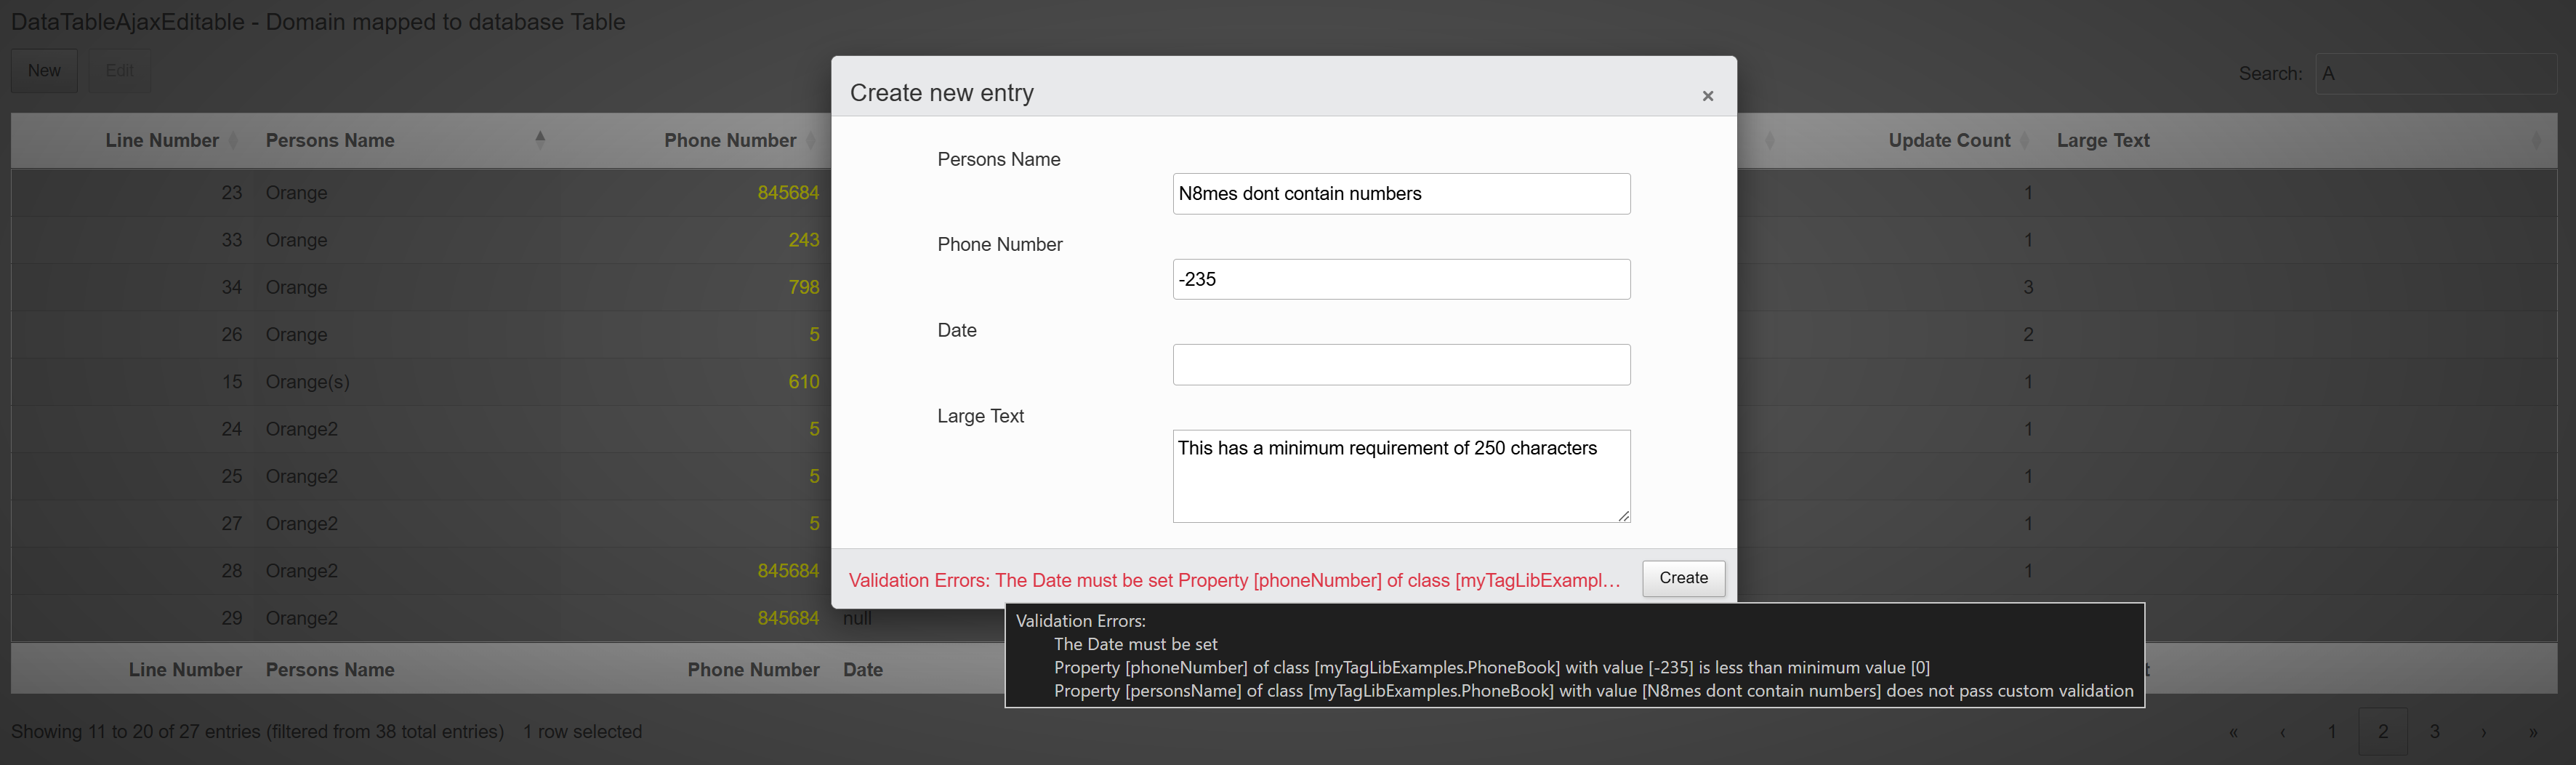 DataTableAjaxEditable - Domain mapped to database Table
New Edit
Search: A
Create new entry ×
Line Number Persons Name Phone Number Update Count Large Text
Persons Name
N8mes dont contain numbers
Phone Number
-235
Date
Large Text
This has a minimum requirement of 250 characters
Validation Errors: The Date must be set Property [phoneNumber] of class [myTagLibExampl... Create
23 Orange 845684 1
33 Orange 243 1
34 Orange 798 3
26 Orange 5 2
15 Orange(s) 610 1
24 Orange2 5 1
25 Orange2 5 1
27 Orange2 5 1
28 Orange2 845684 1
29 Orange2 845684 null
Validation Errors:
The Date must be set
Property [phoneNumber] of class [myTagLibExamples.PhoneBook] with value [-235] is less than minimum value [0]
Property [personsName] of class [myTagLibExamples.PhoneBook] with value [N8mes dont contain numbers] does not pass custom validation
Line Number Persons Name Phone Number Date
Showing 11 to 20 of 27 entries (filtered from 38 total entries) 1 row selected
« ‹ 1 2 3 › »